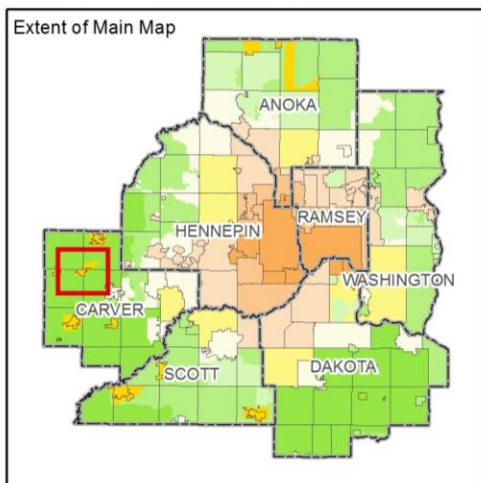 Extent of Main Map
ANOKA
HENNEPIN
RAMSEY
WASHINGTON
CARVER
SCOTT
DAKOTA